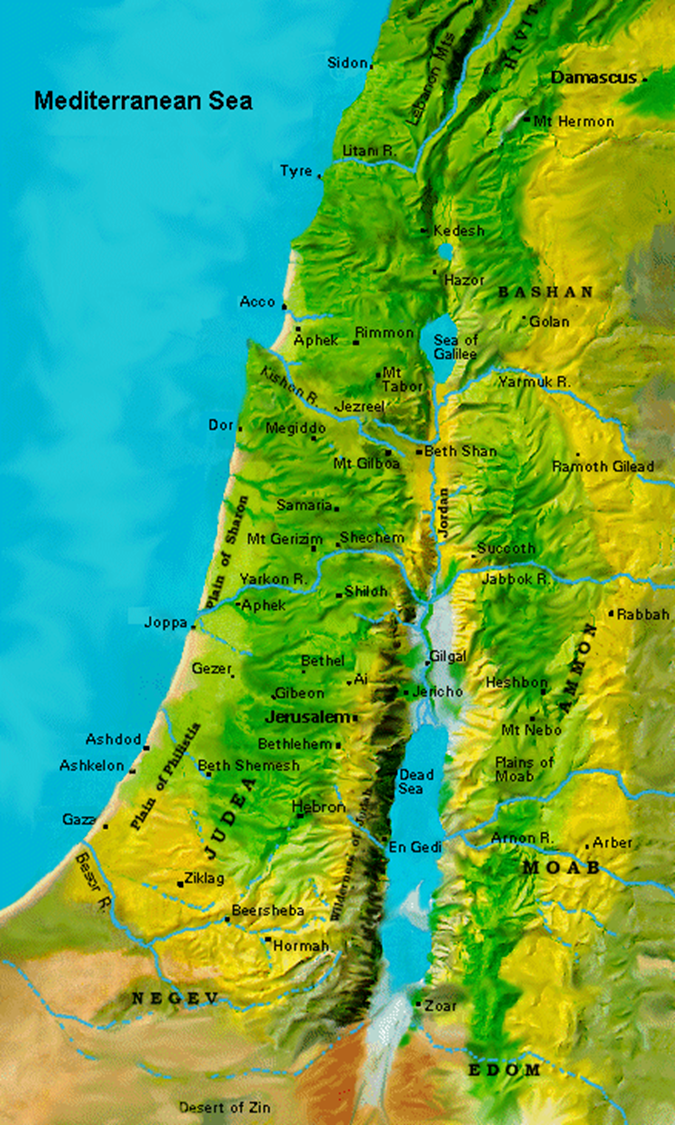 HIVIT
Sidon
Lebanon Mts
Damascus
Mediterranean Sea
Mt Hermon
Litani R.
Tyre
Kedesh
Hazor
BASHAN
Acco
Golan
Aphek
Rimmon
Sea of
Galilee
Kishon R.
Mt
Tabor
Yarmuk R.
Jezreel
Dor
Megiddo
Beth Shan
Mt Gilboa
Ramoth Gilead
Plain of Sharon
Samaria
Jordan
Mt Gerizim
Shechem
Succoth
Yarkon R.
Jabbok R.
Shiloh
Aphek
Rabbah
Joppa
AMMON
Gezer
Bethel
Gilgal
Ai
Heshbon
Gibeon
Jericho
Jerusalem
Mt Nebo
Ashdod
Bethlehem
Plain of Philistia
Ashkelon
Beth Shemesh
Plains of
Moab
Dead
Sea
JUDEA
Hebron
Gaza
Wilderness of Judah
En Gedi
Arnon R.
Arber
MOAB
Besor R.
Ziklag
Beersheba
Hormah
NEGEV
Zoar
EDOM
Desert of Zin